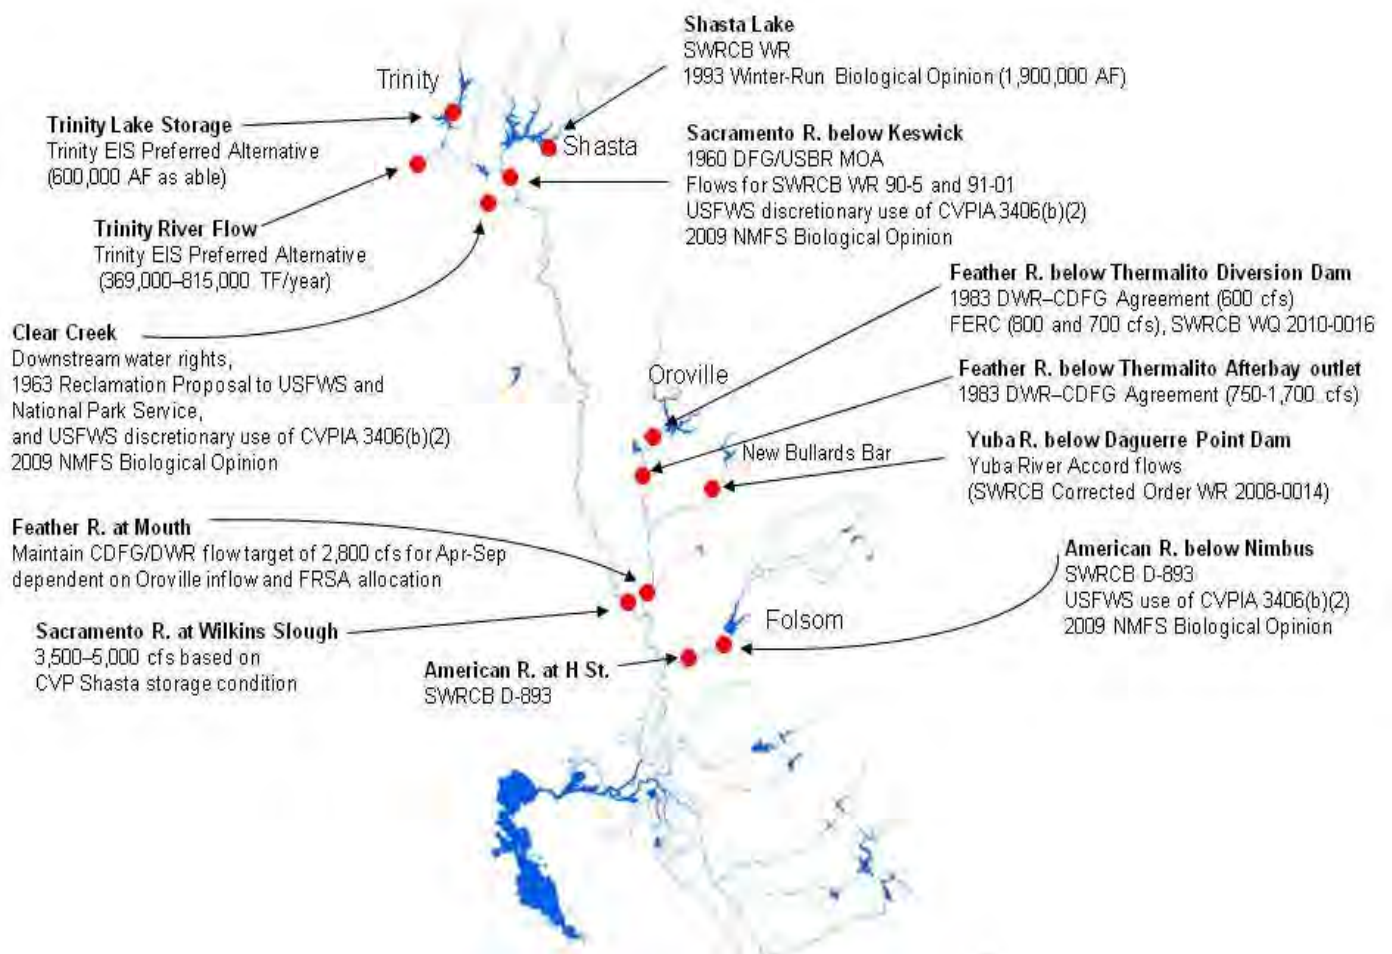 Shasta Lake
SWRCB WR
1993 Winter-Run Biological Opinion (1,900,000 AF)
Trinity
Trinity Lake Storage
Trinity EIS Preferred Alternative
(600,000 AF as able)
Shasta
Sacramento R. below Keswick
1960 DFG/USBR MOA
Flows for SWRCB WR 90-5 and 91-01
USFWS discretionary use of CVPIA 3406(b)(2)
2009 NMFS Biological Opinion
Trinity River Flow
Trinity EIS Preferred Alternative
(369,000–815,000 TF/year)
Feather R. below Thermalito Diversion Dam
1983 DWR–CDFG Agreement (600 cfs)
FERC (800 and 700 cfs), SWRCB WQ 2010-0016
Clear Creek
Downstream water rights,
1963 Reclamation Proposal to USFWS and
National Park Service,
and USFWS discretionary use of CVPIA 3406(b)(2)
2009 NMFS Biological Opinion
Oroville
Feather R. below Thermalito Afterbay outlet
1983 DWR–CDFG Agreement (750-1,700 cfs)
New Bullards Bar
Yuba R. below Daguerre Point Dam
Yuba River Accord flows
(SWRCB Corrected Order WR 2008-0014)
Feather R. at Mouth
Maintain CDFG/DWR flow target of 2,800 cfs for Apr-Sep
dependent on Oroville inflow and FRSA allocation
American R. below Nimbus
SWRCB D-893
USFWS use of CVPIA 3406(b)(2)
2009 NMFS Biological Opinion
Folsom
Sacramento R. at Wilkins Slough
3,500–5,000 cfs based on
CVP Shasta storage condition
American R. at H St.
SWRCB D-893